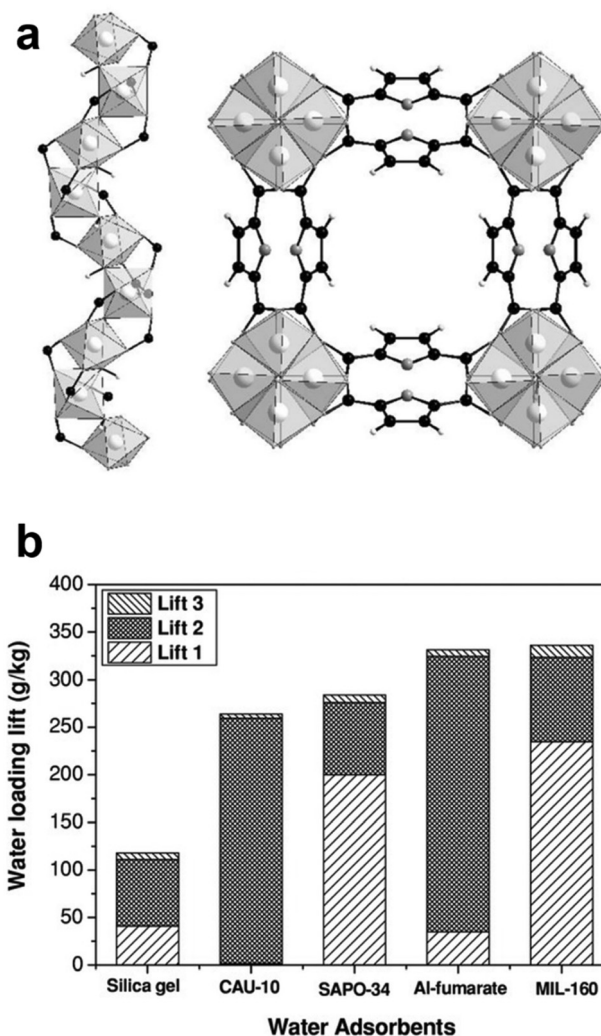 a
b
400
350
300
250
200
150
100
50
0
Water loading lift (g/kg)
Lift 3
Lift 2
Lift 1
Silica gel CAU-10 SAPO-34 Al-fumarate MIL-160
Water Adsorbents